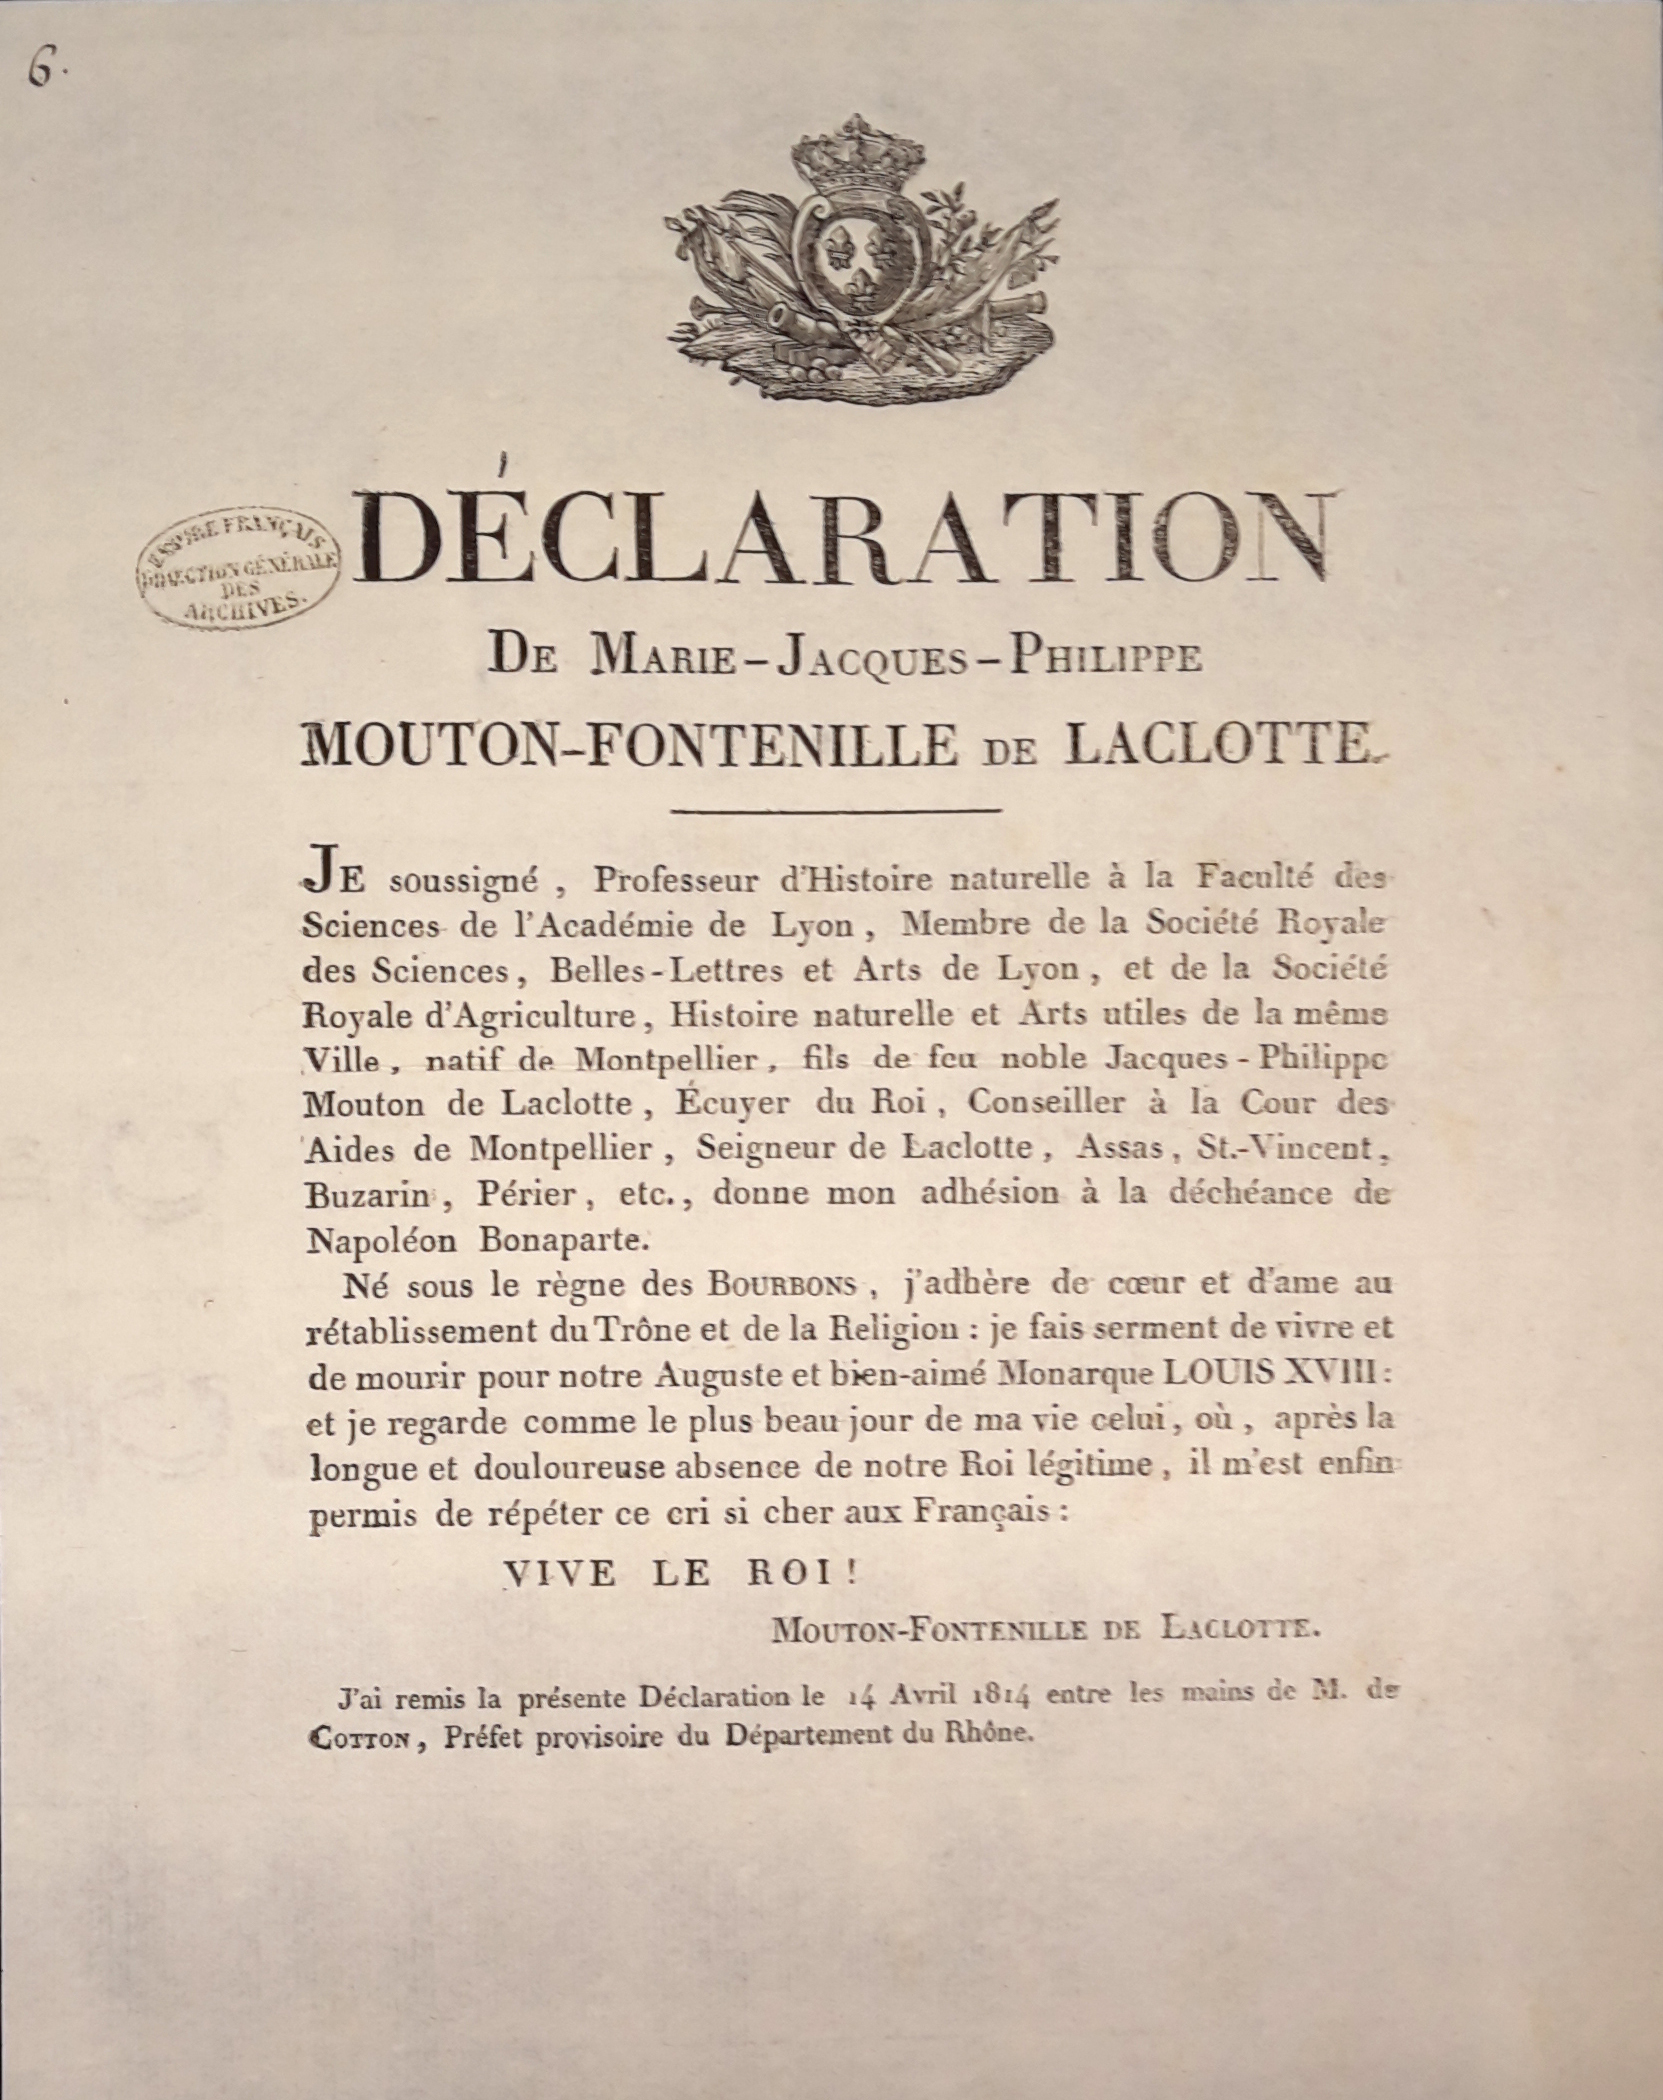 6.
DÉCLARATION
EMPIRE FRANÇAIS
DIRECTION GÉNÉRALE
DES
ARCHIVES.
DE MARIE-JACQUES-PHILIPPE
MOUTON-FONTENILLE DE LACLOTTE.
JE soussigné, Professeur d'Histoire naturelle à la Faculté des
Sciences de l'Académie de Lyon, Membre de la Société Royale
des Sciences, Belles-Lettres et Arts de Lyon, et de la Société
Royale d'Agriculture, Histoire naturelle et Arts utiles de la même
Ville, natif de Montpellier, fils de feu noble Jacques-Philippe
Mouton de Laclotte, Écuyer du Roi, Conseiller à la Cour des
Aides de Montpellier, Seigneur de Laclotte, Assas, St.-Vincent,
Buzarin, Périer, etc., donne mon adhésion à la déchéance de
Napoléon Bonaparte.
Né sous le règne des BOURBONS, j'adhère de cœur et d'ame au
rétablissement du Trône et de la Religion : je fais serment de vivre et
de mourir pour notre Auguste et bien-aimé Monarque LOUIS XVIII :
et je regarde comme le plus beau jour de ma vie celui, où, après la
longue et douloureuse absence de notre Roi légitime, il m'est enfin
permis de répéter ce cri si cher aux Français :
VIVE LE ROI !
MOUTON-FONTENILLE DE LACLOTTE.
J'ai remis la présente Déclaration le 14 Avril 1814 entre les mains de M. de
COTTON, Préfet provisoire du Département du Rhône.